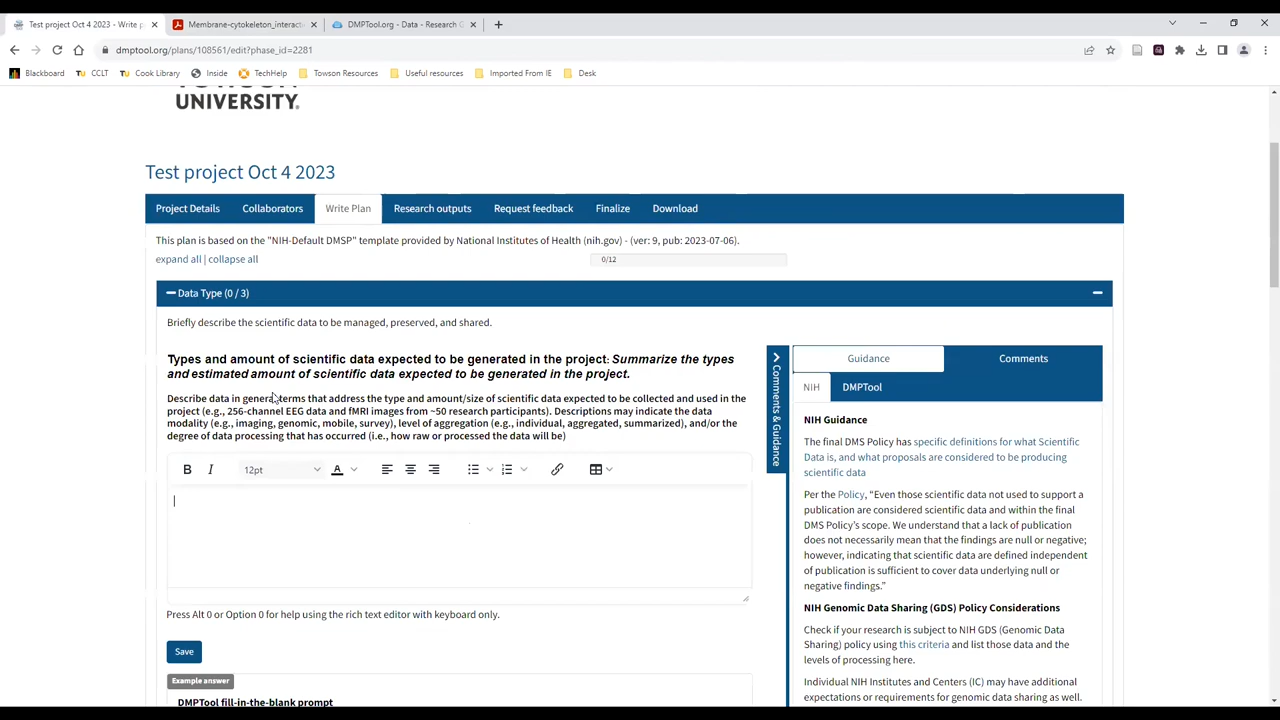 Test project Oct 4 2023 - Write p
Membrane-cytokeleton_interacti
DMPTool.org - Data - Research G
dmptool.org/plans/108561/edit?phase_id=2281
Blackboard
CCLT
Cook Library
Inside
TechHelp
Towson Resources
Useful resources
Imported From IE
Desk
TOWSON
UNIVERSITY®
Test project Oct 4 2023
Project Details
Collaborators
Write Plan
Research outputs
Request feedback
Finalize
Download
This plan is based on the "NIH-Default DMSP" template provided by National Institutes of Health (nih.gov) - (ver: 9, pub: 2023-07-06).
expand all | collapse all
0/12
Data Type (0 / 3)
Briefly describe the scientific data to be managed, preserved, and shared.
Types and amount of scientific data expected to be generated in the project: Summarize the types
and estimated amount of scientific data expected to be generated in the project.
Describe data in general terms that address the type and amount/size of scientific data expected to be collected and used in the
project (e.g., 256-channel EEG data and fMRI images from ~50 research participants). Descriptions may indicate the data
modality (e.g., imaging, genomic, mobile, survey), level of aggregation (e.g., individual, aggregated, summarized), and/or the
degree of data processing that has occurred (i.e., how raw or processed the data will be)
B I 12pt A
Press Alt 0 or Option 0 for help using the rich text editor with keyboard only.
Save
Example answer
DMPTool fill-in-the-blank prompt
Comments & Guidance
Guidance
Comments
NIH
DMPTool
NIH Guidance
The final DMS Policy has specific definitions for what Scientific
Data is, and what proposals are considered to be producing
scientific data
Per the Policy, “Even those scientific data not used to support a
publication are considered scientific data and within the final
DMS Policy’s scope. We understand that a lack of publication
does not necessarily mean that the findings are null or negative;
however, indicating that scientific data are defined independent
of publication is sufficient to cover data underlying null or
negative findings.”
NIH Genomic Data Sharing (GDS) Policy Considerations
Check if your research is subject to NIH GDS (Genomic Data
Sharing) policy using this criteria and list those data and the
levels of processing here.
Individual NIH Institutes and Centers (IC) may have additional
expectations or requirements for genomic data sharing as well.